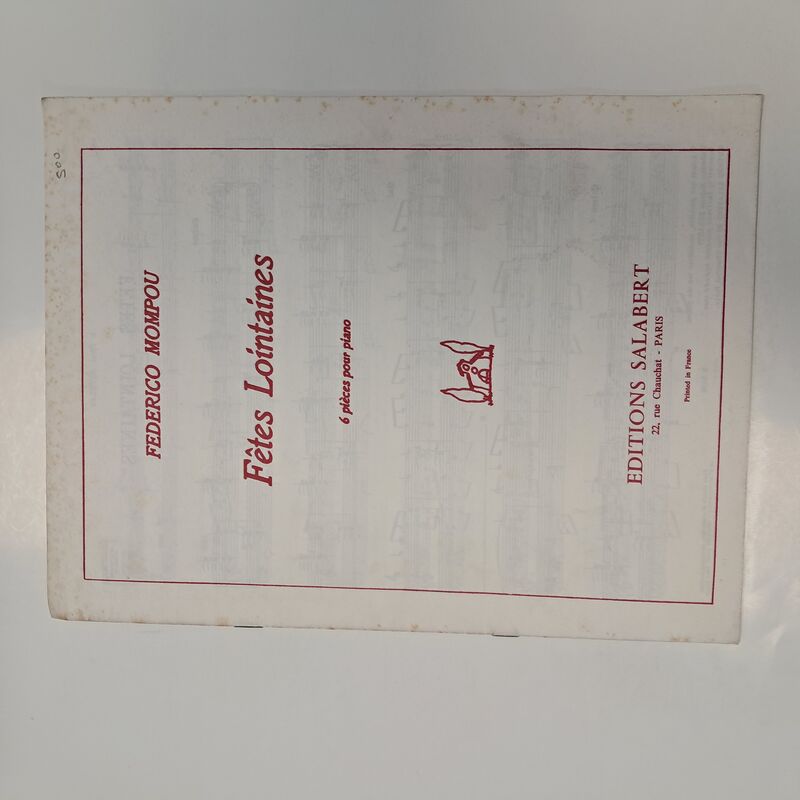 500
FEDERICO MOMPOU
Fêtes Lointaines
6 pièces pour piano
EDITIONS SALABERT
22, rue Chauchat - PARIS
Printed in France